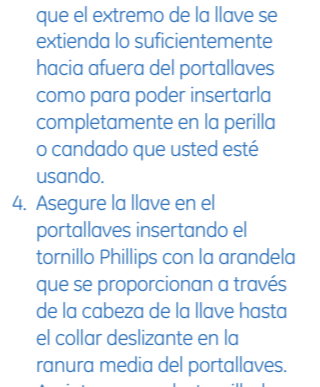 que el extremo de la llave se
extienda lo suficientemente
hacia afuera del portallaves
como para poder insertarla
completamente en la perilla
o candado que usted esté
usando.
4. Asegure la llave en el
portallaves insertando el
tornillo Phillips con la arandela
que se proporcionan a través
de la cabeza de la llave hasta
el collar deslizante en la
ranura media del portallaves.